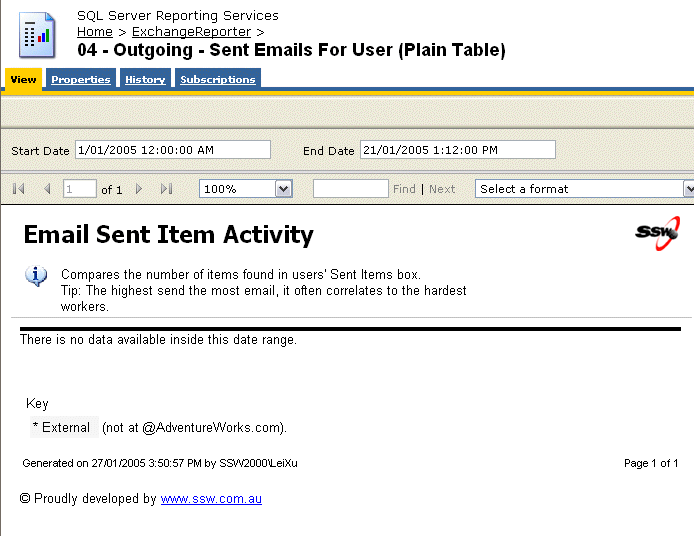 SQL Server Reporting Services
Home > ExchangeReporter >
04 - Outgoing - Sent Emails For User (Plain Table)
View Properties History Subscriptions
Start Date 1/01/2005 12:00:00 AM End Date 21/01/2005 1:12:00 PM
1 of 1 100% Find | Next Select a format
Email Sent Item Activity SSW
Compares the number of items found in users' Sent Items box.
Tip: The highest send the most email, it often correlates to the hardest
workers.
There is no data available inside this date range.
Key
* External (not at @AdventureWorks.com).
Generated on 27/01/2005 3:50:57 PM by SSW2000\LeiXu Page 1 of 1
© Proudly developed by www.ssw.com.au